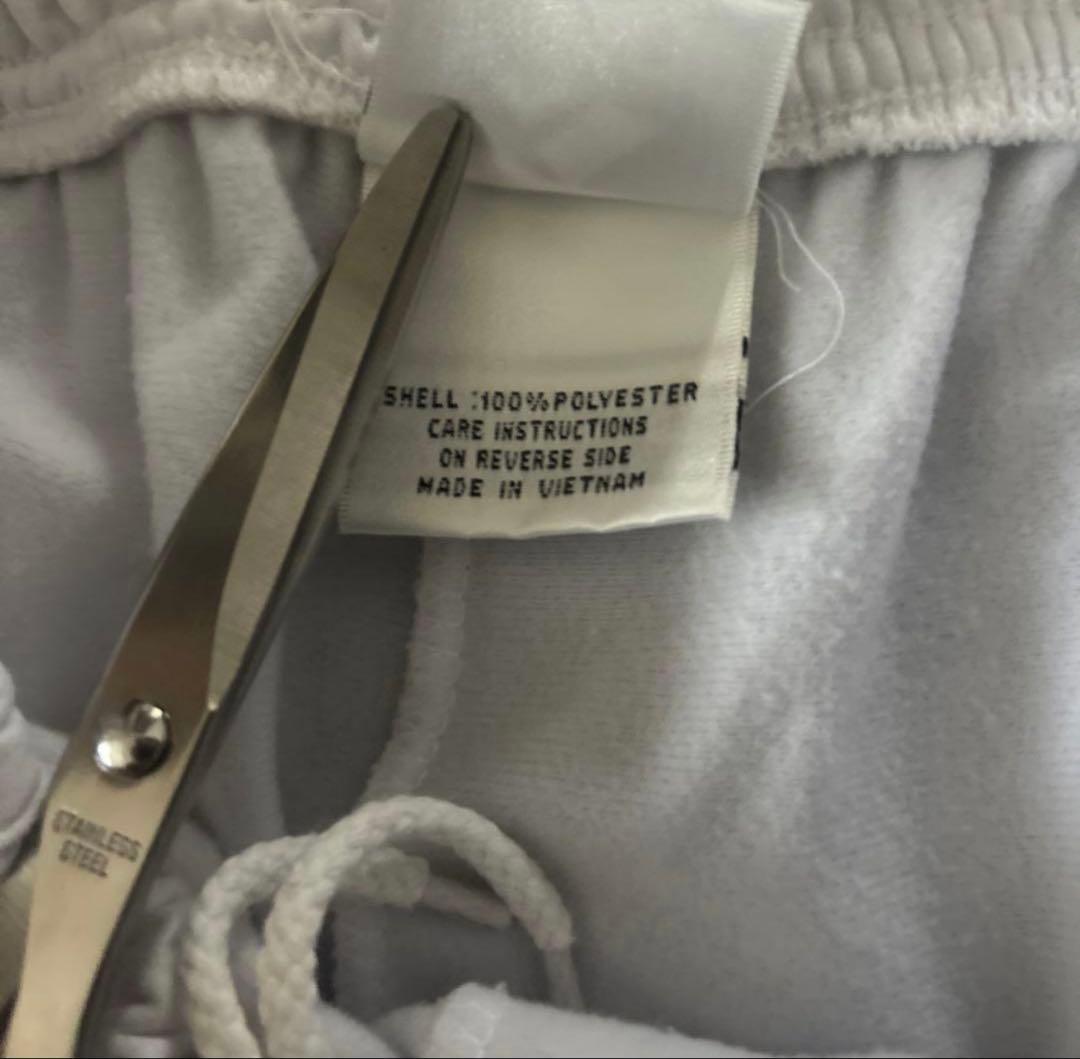 SHELL :100%POLYESTER
CARE INSTRUCTIONS
ON REVERSE SIDE
MADE IN VIETNAM
STAINLESS
STEEL